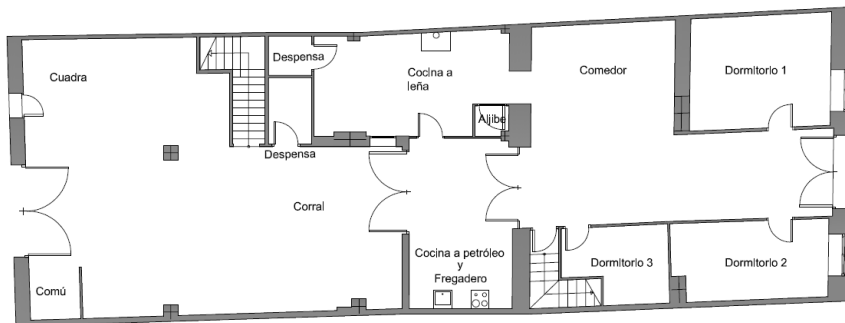 Cuadra
Despensa
Cocina a
leña
Comedor
Dormitorio 1
Aljibe
Despensa
Corral
Cocina a petróleo
y
Fregadero
Dormitorio 3
Dormitorio 2
Comú